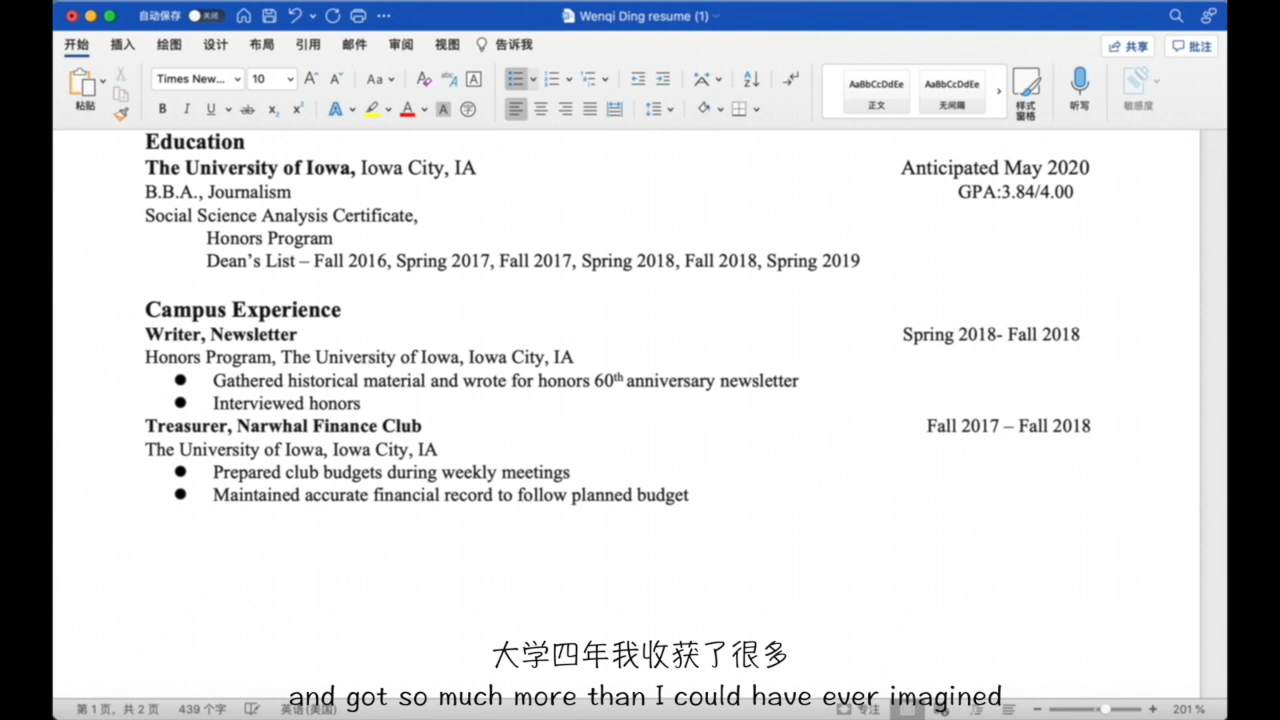 自动保存 关闭
Wenqi Ding resume (1)
开始 插入 绘图 设计 布局 引用 邮件 审阅 视图 告诉我
共享 批注
粘贴
Times New... 10
AaBbCcDdEe AaBbCcDdEe
正文 无间隔
样式窗格
听写
敏感度
Education
The University of Iowa, Iowa City, IA Anticipated May 2020
B.B.A., Journalism GPA:3.84/4.00
Social Science Analysis Certificate,
Honors Program
Dean's List – Fall 2016, Spring 2017, Fall 2017, Spring 2018, Fall 2018, Spring 2019
Campus Experience
Writer, Newsletter Spring 2018- Fall 2018
Honors Program, The University of Iowa, Iowa City, IA
● Gathered historical material and wrote for honors 60th anniversary newsletter
● Interviewed honors
Treasurer, Narwhal Finance Club Fall 2017 – Fall 2018
The University of Iowa, Iowa City, IA
● Prepared club budgets during weekly meetings
● Maintained accurate financial record to follow planned budget
大学四年我收获了很多
and got so much more than I could have ever imagined
第1页，共2页 439个字 英语(美国) 专注 201%